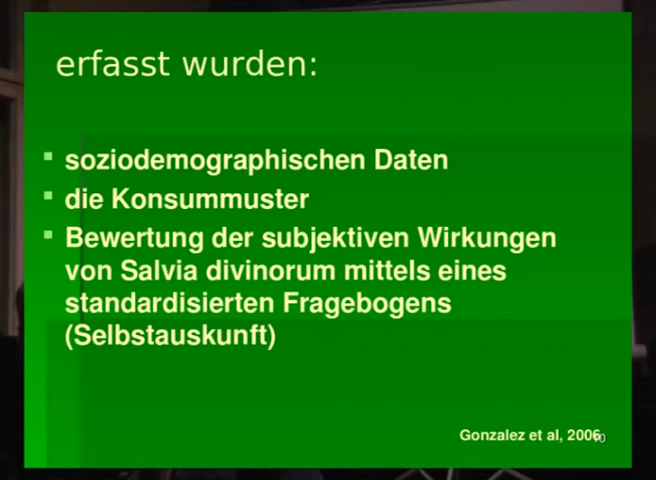 erfasst wurden:
soziodemographischen Daten
die Konsummuster
Bewertung der subjektiven Wirkungen
von Salvia divinorum mittels eines
standardisierten Fragebogens
(Selbstauskunft)
Gonzalez et al, 2006